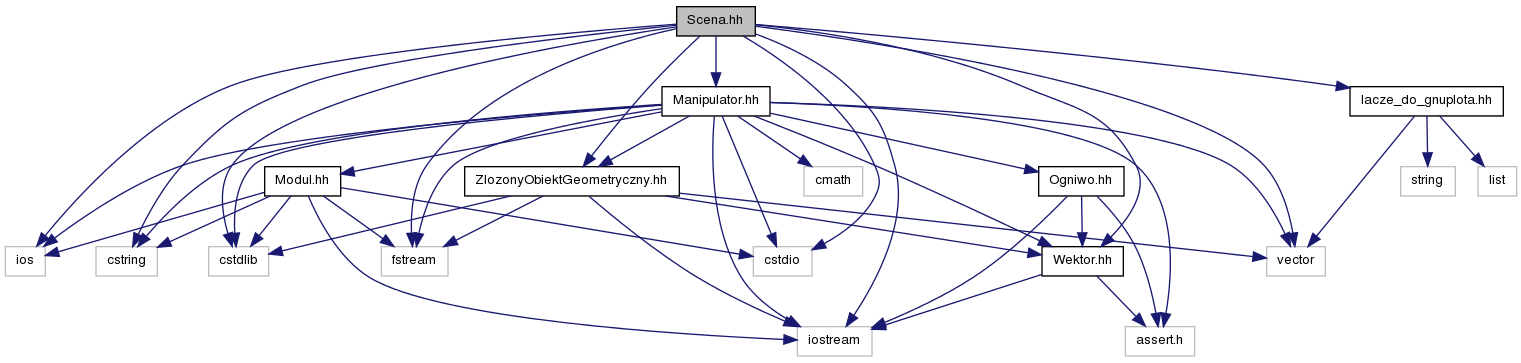 Scena.hh
Manipulator.hh
lacze_do_gnuplota.hh
Modul.hh
ZlozonyObiektGeometryczny.hh
cmath
Ogniwo.hh
string
list
ios
cstring
cstdlib
fstream
cstdio
Wektor.hh
vector
iostream
assert.h